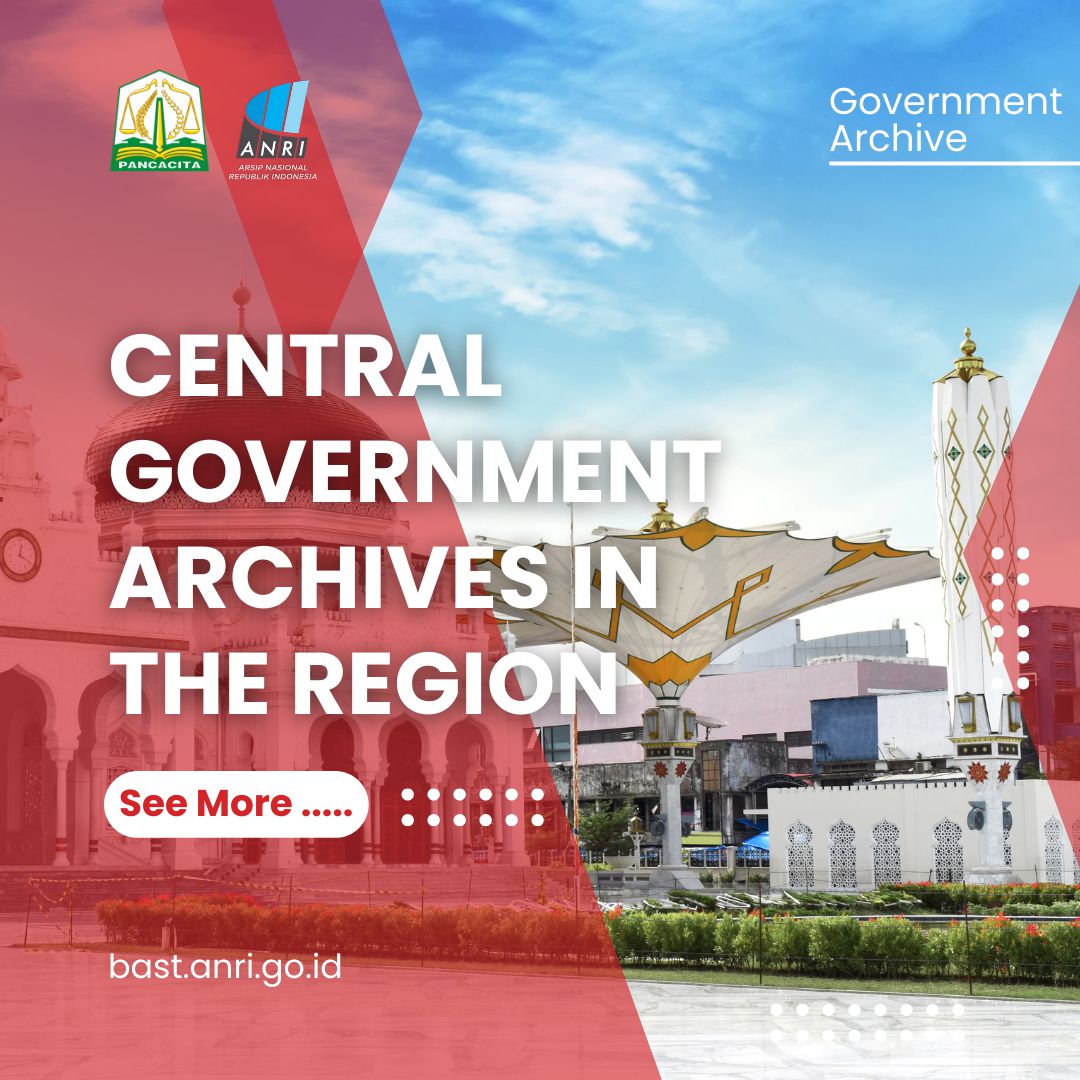 PANCACITA
ANRI
ARSIP NASIONAL
REPUBLIK INDONESIA
Government
Archive
CENTRAL
GOVERNMENT
ARCHIVES IN
THE REGION
See More .....
bast.anri.go.id